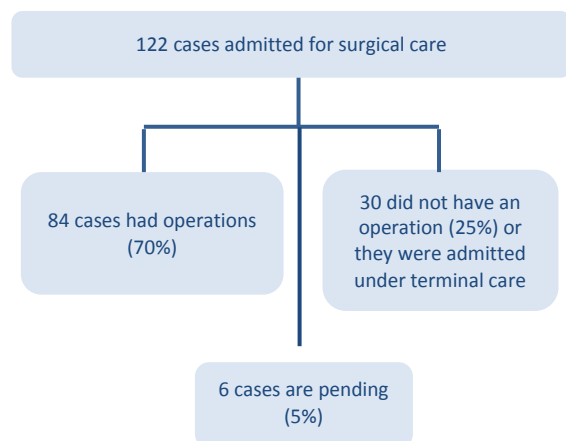 122 cases admitted for surgical care
84 cases had operations
(70%)
30 did not have an
operation (25%) or
they were admitted
under terminal care
6 cases are pending
(5%)